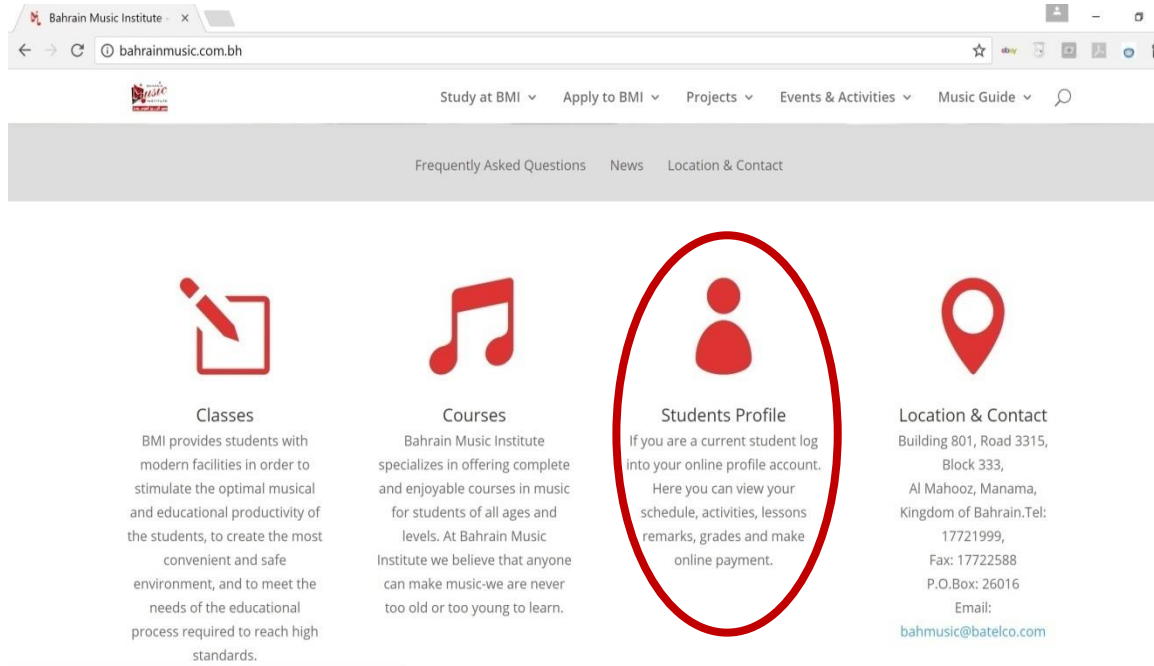 Bahrain Music Institute -
bahrainmusic.com.bh
ebay
Music
Study at BMI
Apply to BMI
Projects
Events & Activities
Music Guide
Frequently Asked Questions
News
Location & Contact
Classes
BMI provides students with
modern facilities in order to
stimulate the optimal musical
and educational productivity of
the students, to create the most
convenient and safe
environment, and to meet the
needs of the educational
process required to reach high
standards.
Courses
Bahrain Music Institute
specializes in offering complete
and enjoyable courses in music
for students of all ages and
levels. At Bahrain Music
Institute we believe that anyone
can make music-we are never
too old or too young to learn.
Students Profile
If you are a current student log
into your online profile account.
Here you can view your
schedule, activities, lessons
remarks, grades and make
online payment.
Location & Contact
Building 801, Road 3315,
Block 333,
Al Mahooz, Manama,
Kingdom of Bahrain.Tel:
17721999,
Fax: 17722588
P.O.Box: 26016
Email:
bahmusic@batelco.com